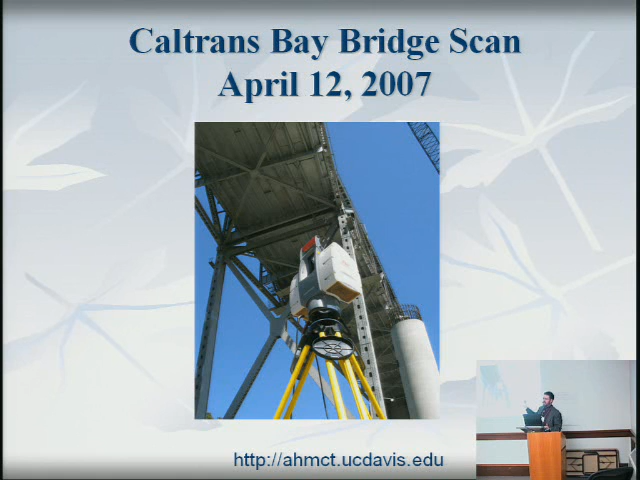 Caltrans Bay Bridge Scan
April 12, 2007
http://ahmct.ucdavis.edu